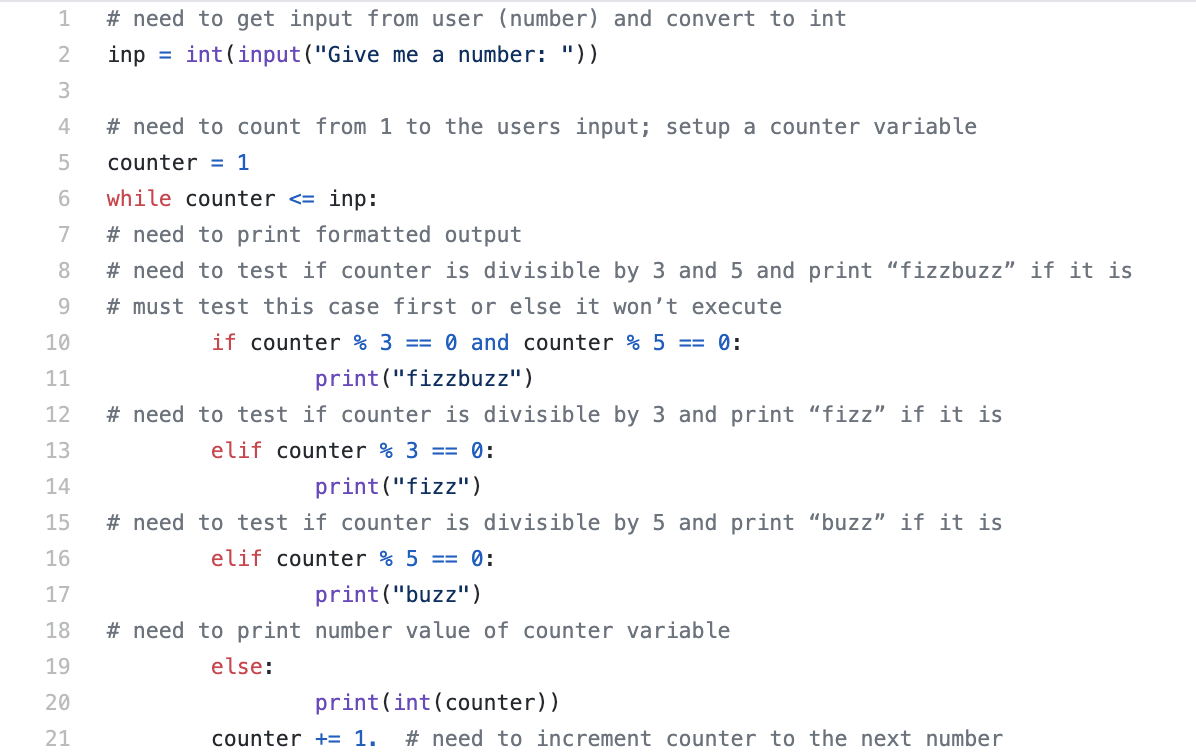 1 # need to get input from user (number) and convert to int
2 inp = int(input("Give me a number: "))
3
4 # need to count from 1 to the users input; setup a counter variable
5 counter = 1
6 while counter <= inp:
7 # need to print formatted output
8 # need to test if counter is divisible by 3 and 5 and print “fizzbuzz” if it is
9 # must test this case first or else it won’t execute
10         if counter % 3 == 0 and counter % 5 == 0:
11                 print("fizzbuzz")
12 # need to test if counter is divisible by 3 and print “fizz” if it is
13         elif counter % 3 == 0:
14                 print("fizz")
15 # need to test if counter is divisible by 5 and print “buzz” if it is
16         elif counter % 5 == 0:
17                 print("buzz")
18 # need to print number value of counter variable
19         else:
20                 print(int(counter))
21         counter += 1.  # need to increment counter to the next number